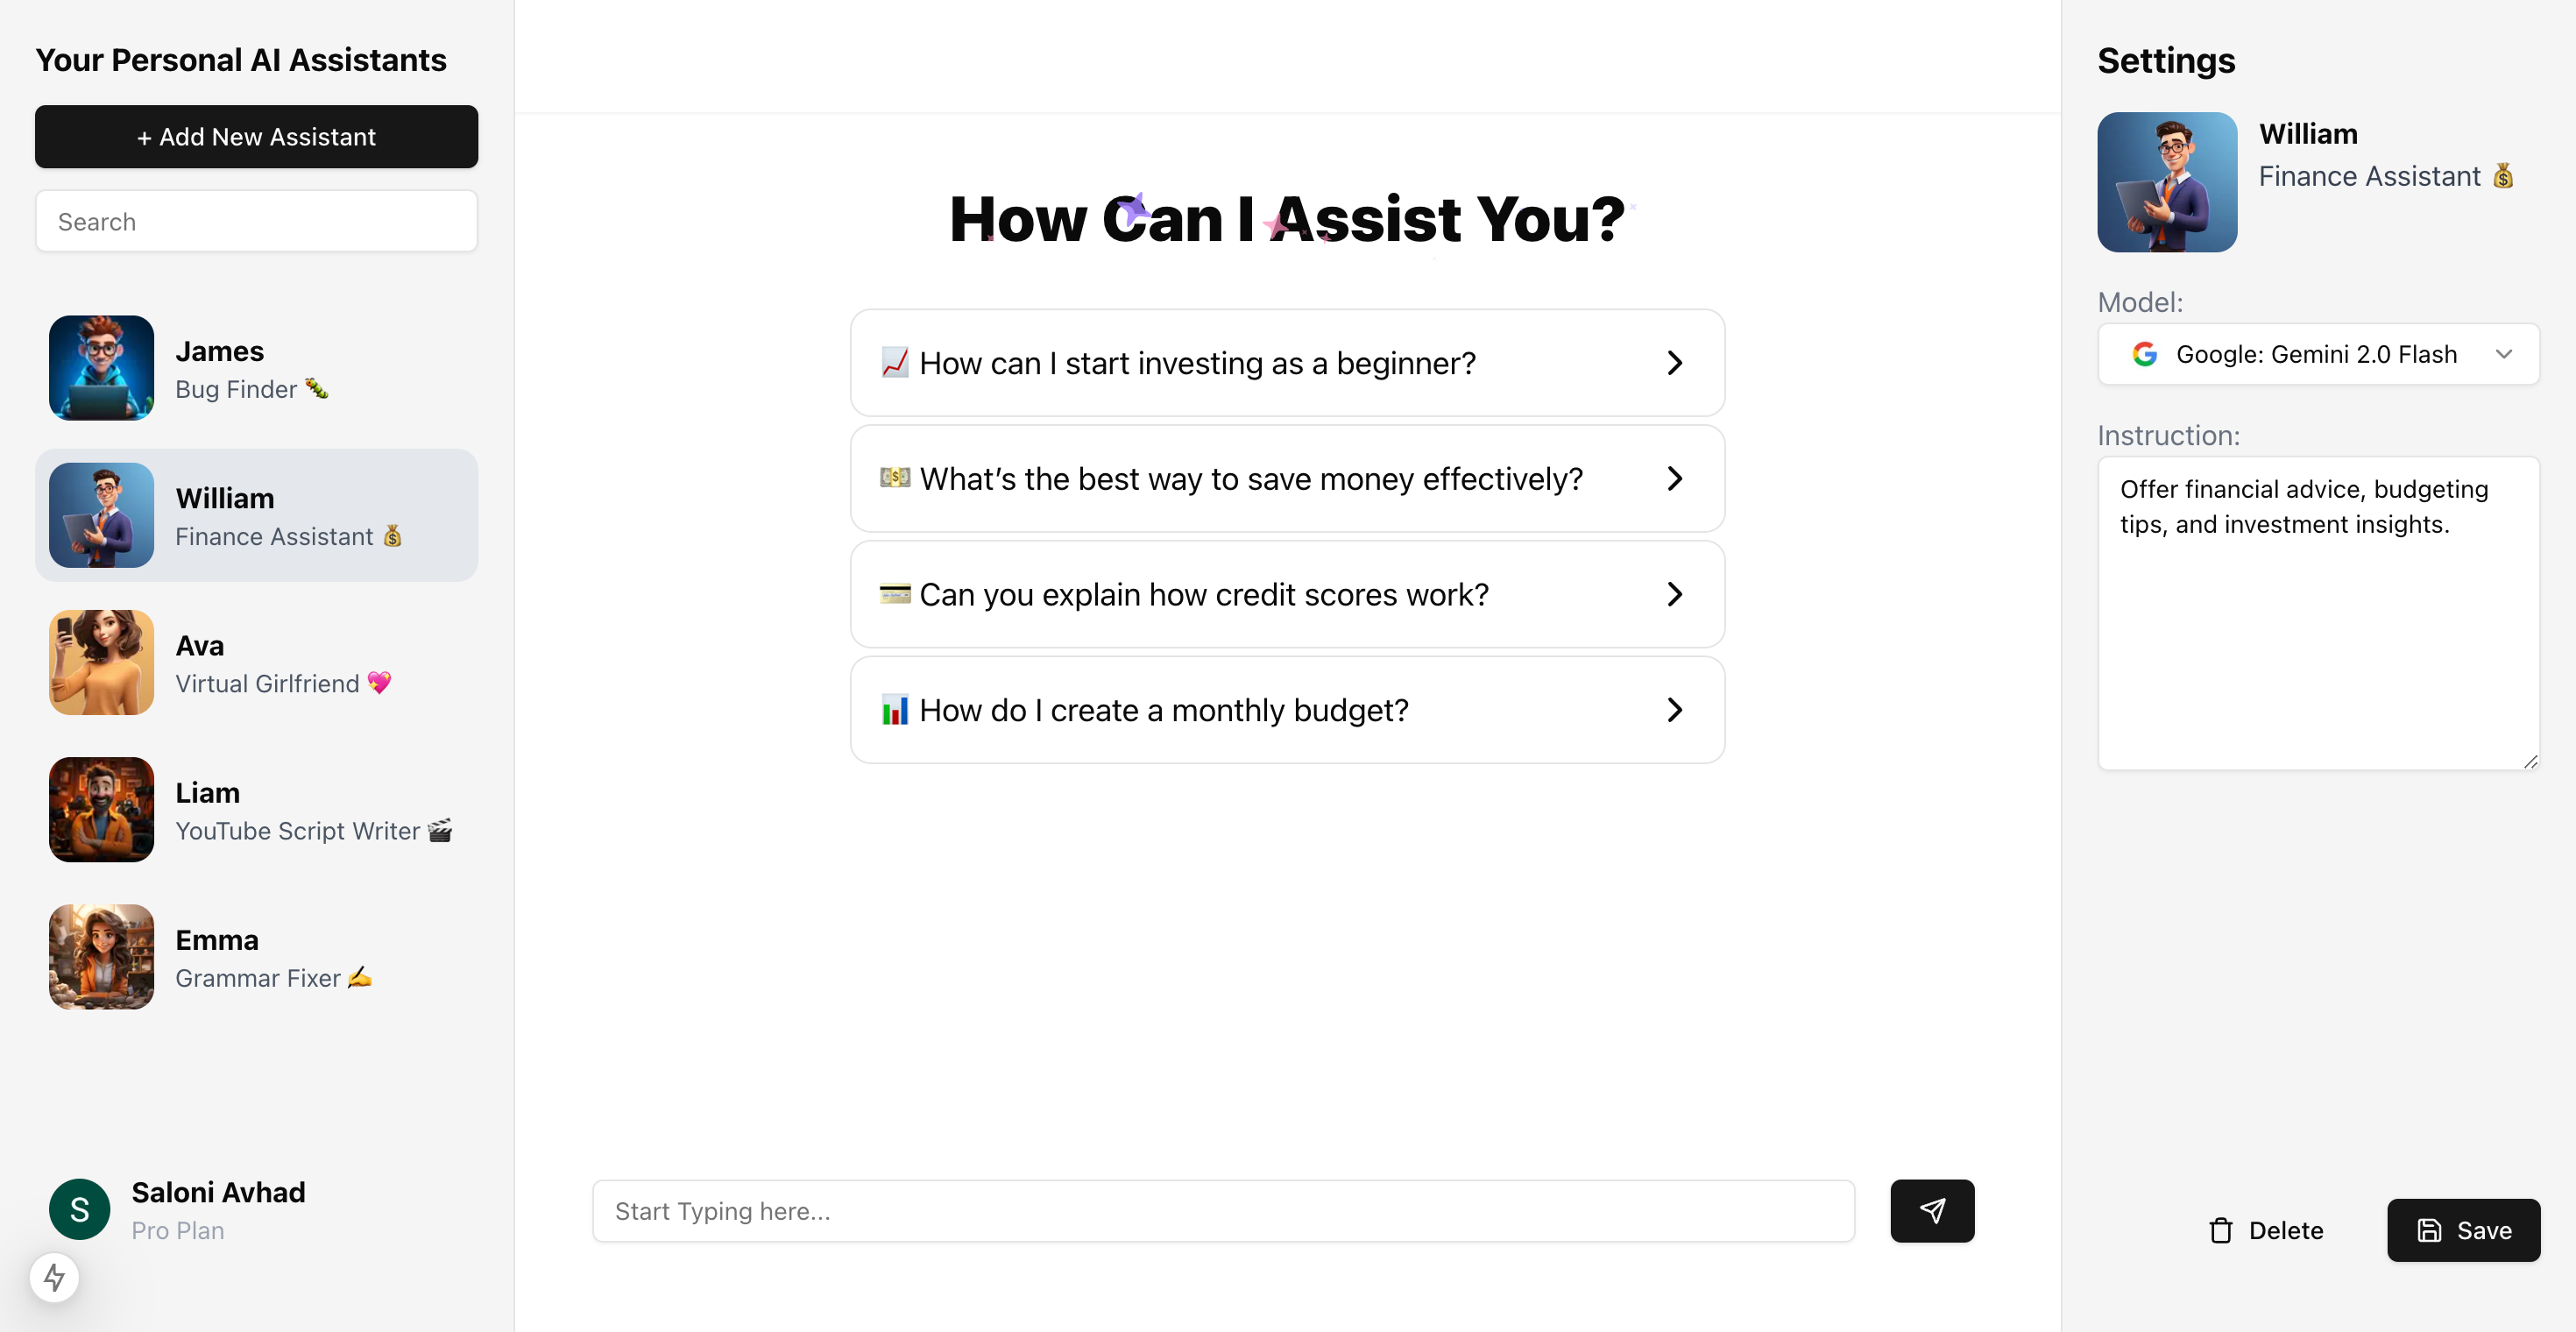 Your Personal AI Assistants
+ Add New Assistant
Search
James
Bug Finder 🐛
William
Finance Assistant 💰
Ava
Virtual Girlfriend 💖
Liam
YouTube Script Writer 🎬
Emma
Grammar Fixer ✍️
S
Saloni Avhad
Pro Plan
How Can I Assist You?
📈 How can I start investing as a beginner?
💵 What’s the best way to save money effectively?
💳 Can you explain how credit scores work?
📊 How do I create a monthly budget?
Start Typing here...
Settings
William
Finance Assistant 💰
Model:
Google: Gemini 2.0 Flash
Instruction:
Offer financial advice, budgeting
tips, and investment insights.
Delete
Save